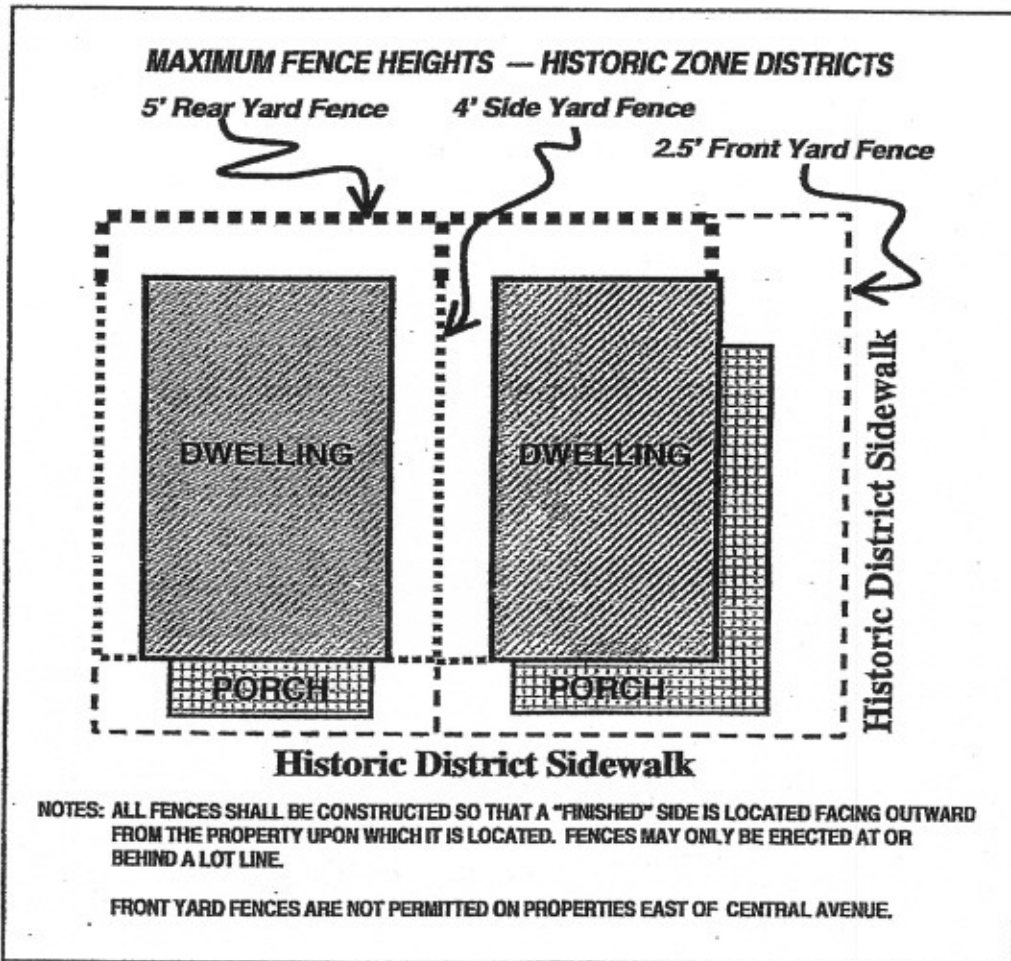 MAXIMUM FENCE HEIGHTS — HISTORIC ZONE DISTRICTS
5' Rear Yard Fence
4' Side Yard Fence
2.5' Front Yard Fence
DWELLING
DWELLING
PORCH
PORCH
Historic District Sidewalk
Historic District Sidewalk
NOTES: ALL FENCES SHALL BE CONSTRUCTED SO THAT A "FINISHED" SIDE IS LOCATED FACING OUTWARD
FROM THE PROPERTY UPON WHICH IT IS LOCATED. FENCES MAY ONLY BE ERECTED AT OR
BEHIND A LOT LINE.
FRONT YARD FENCES ARE NOT PERMITTED ON PROPERTIES EAST OF CENTRAL AVENUE.